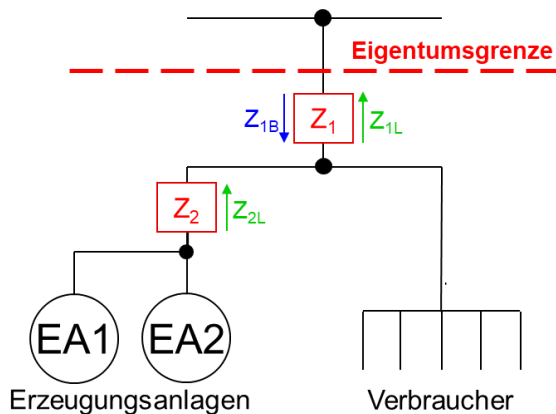 Eigentumsgrenze
Z1B
Z1
Z1L
Z2
Z2L
EA1
EA2
Erzeugungsanlagen
Verbraucher